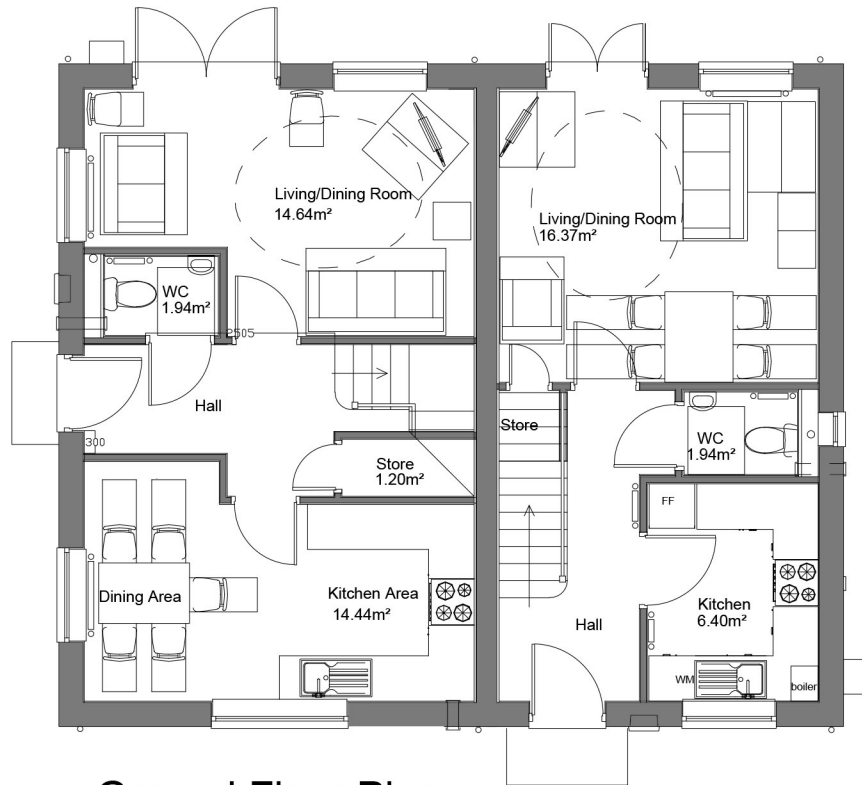 Living/Dining Room
14.64m²
Living/Dining Room
16.37m²
WC
1.94m²
2505
Hall
300
Store
1.20m²
Store
WC
1.94m²
FF
Dining Area
Kitchen Area
14.44m²
Kitchen
6.40m²
Hall
WM
boiler